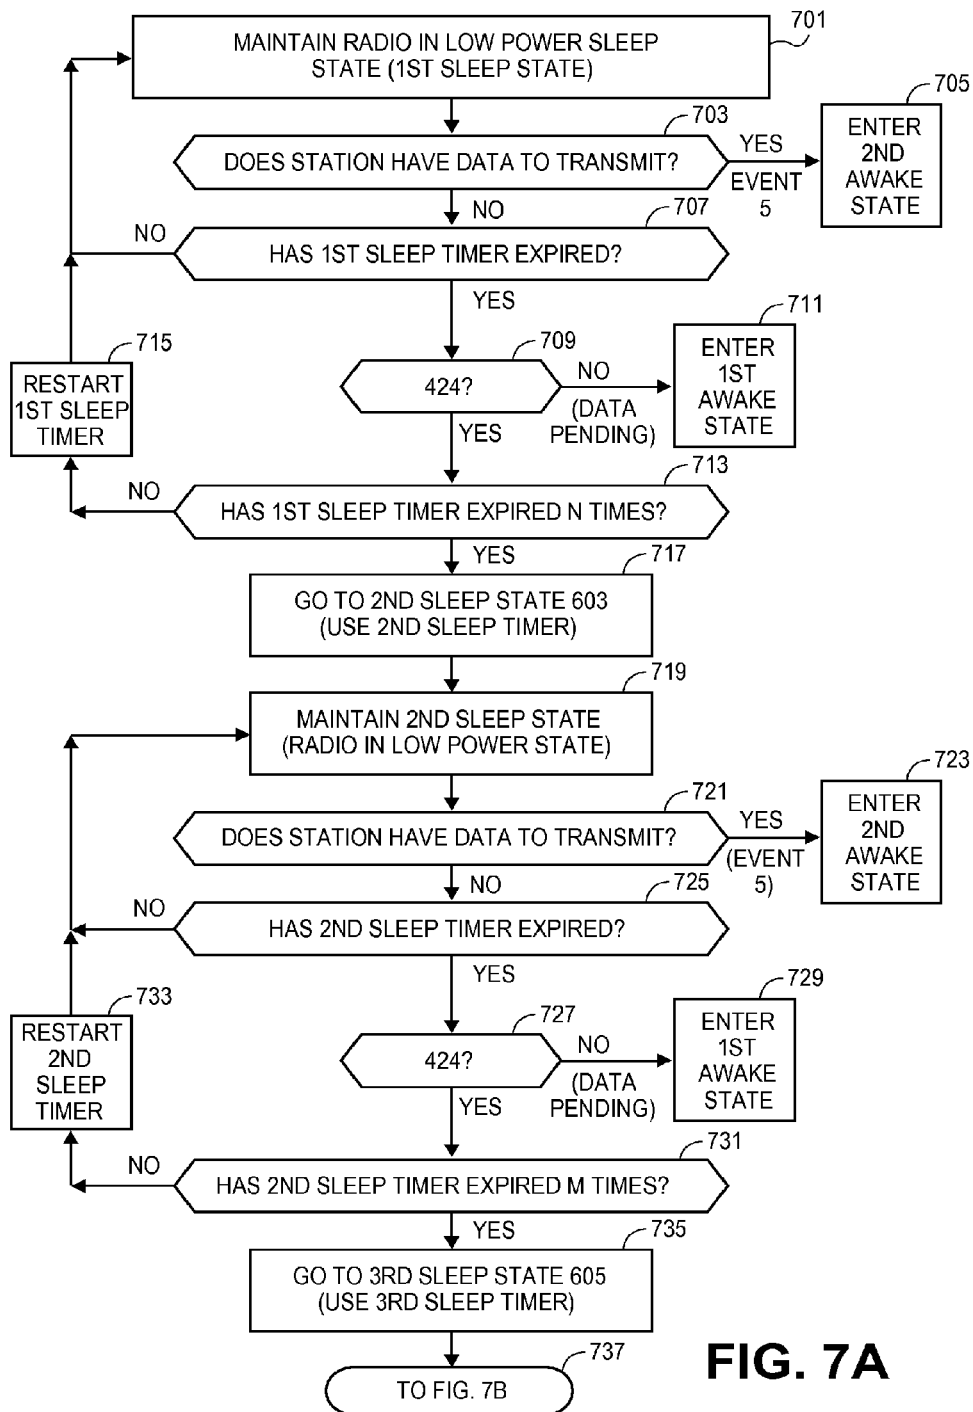 701
MAINTAIN RADIO IN LOW POWER SLEEP
STATE (1ST SLEEP STATE)
703
705
DOES STATION HAVE DATA TO TRANSMIT?
YES
EVENT
5
ENTER
2ND
AWAKE
STATE
NO
707
NO
HAS 1ST SLEEP TIMER EXPIRED?
YES
709
711
715
RESTART
1ST SLEEP
TIMER
424?
NO
(DATA
PENDING)
ENTER
1ST
AWAKE
STATE
YES
713
NO
HAS 1ST SLEEP TIMER EXPIRED N TIMES?
YES
717
GO TO 2ND SLEEP STATE 603
(USE 2ND SLEEP TIMER)
719
MAINTAIN 2ND SLEEP STATE
(RADIO IN LOW POWER STATE)
721
723
DOES STATION HAVE DATA TO TRANSMIT?
YES
(EVENT
5)
ENTER
2ND
AWAKE
STATE
NO
725
NO
HAS 2ND SLEEP TIMER EXPIRED?
YES
727
729
733
RESTART
2ND
SLEEP
TIMER
424?
NO
(DATA
PENDING)
ENTER
1ST
AWAKE
STATE
YES
731
NO
HAS 2ND SLEEP TIMER EXPIRED M TIMES?
YES
735
GO TO 3RD SLEEP STATE 605
(USE 3RD SLEEP TIMER)
737
TO FIG. 7B
FIG. 7A